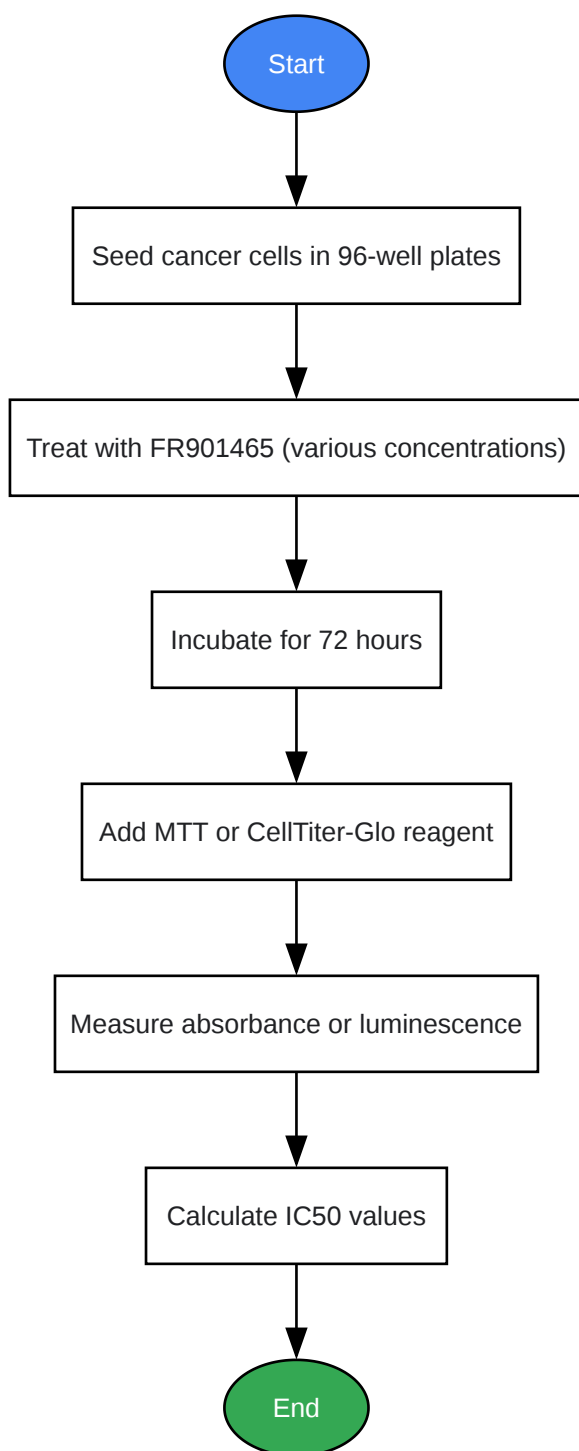 Start
Seed cancer cells in 96-well plates
Treat with FR901465 (various concentrations)
Incubate for 72 hours
Add MTT or CellTiter-Glo reagent
Measure absorbance or luminescence
Calculate IC50 values
End